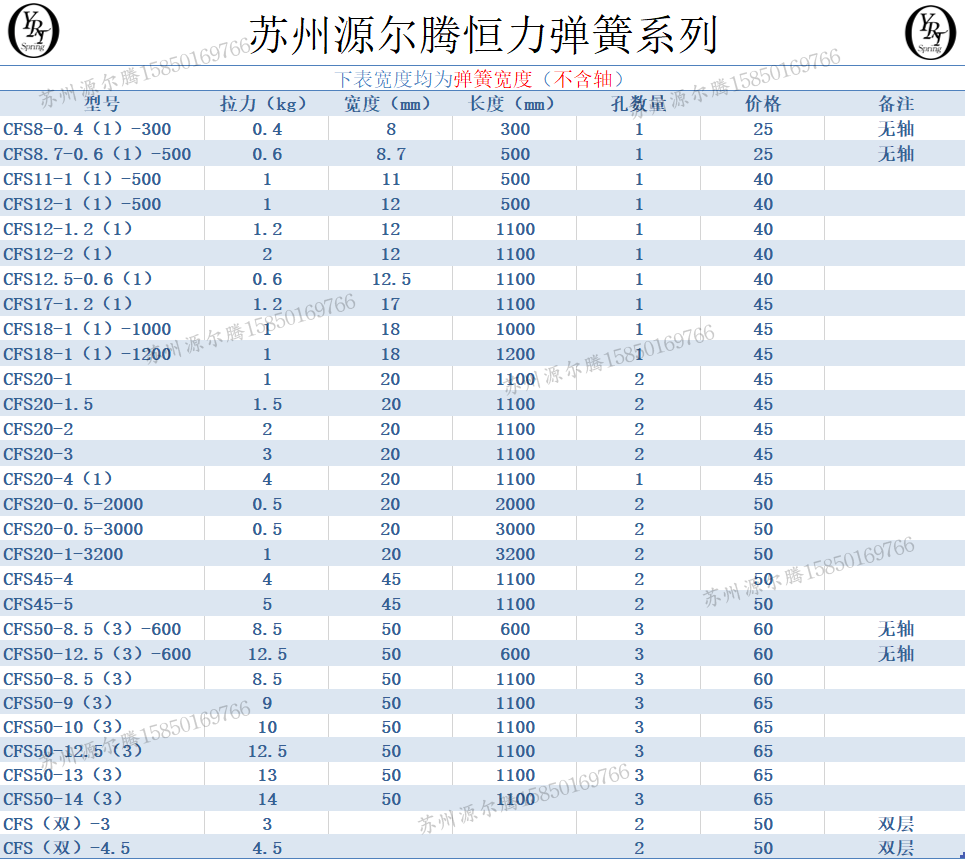 YRT Spring
苏州源尔腾恒力弹簧系列
YRT Spring
下表宽度均为弹簧宽度（不含轴）
型号 拉力（kg） 宽度（mm） 长度（mm） 孔数量 价格 备注
CFS8-0.4（1）-300 0.4 8 300 1 25 无轴
CFS8.7-0.6（1）-500 0.6 8.7 500 1 25 无轴
CFS11-1（1）-500 1 11 500 1 40
CFS12-1（1）-500 1 12 500 1 40
CFS12-1.2（1） 1.2 12 1100 1 40
CFS12-2（1） 2 12 1100 1 40
CFS12.5-0.6（1） 0.6 12.5 1100 1 40
CFS17-1.2（1） 1.2 17 1100 1 45
CFS18-1（1）-1000 1 18 1000 1 45
CFS18-1（1）-1200 1 18 1200 1 45
CFS20-1 1 20 1100 2 45
CFS20-1.5 1.5 20 1100 2 45
CFS20-2 2 20 1100 2 45
CFS20-3 3 20 1100 2 45
CFS20-4（1） 4 20 1100 1 45
CFS20-0.5-2000 0.5 20 2000 2 50
CFS20-0.5-3000 0.5 20 3000 2 50
CFS20-1-3200 1 20 3200 2 50
CFS45-4 4 45 1100 2 50
CFS45-5 5 45 1100 2 50
CFS50-8.5（3）-600 8.5 50 600 3 60 无轴
CFS50-12.5（3）-600 12.5 50 600 3 60 无轴
CFS50-8.5（3） 8.5 50 1100 3 60
CFS50-9（3） 9 50 1100 3 65
CFS50-10（3） 10 50 1100 3 65
CFS50-12.5（3） 12.5 50 1100 3 65
CFS50-13（3） 13 50 1100 3 65
CFS50-14（3） 14 50 1100 3 65
CFS（双）-3 3 2 50 双层
CFS（双）-4.5 4.5 2 50 双层
苏州源尔腾15850169766
苏州源尔腾15850169766
苏州源尔腾15850169766
苏州源尔腾15850169766
苏州源尔腾15850169766
苏州源尔腾15850169766
苏州源尔腾15850169766